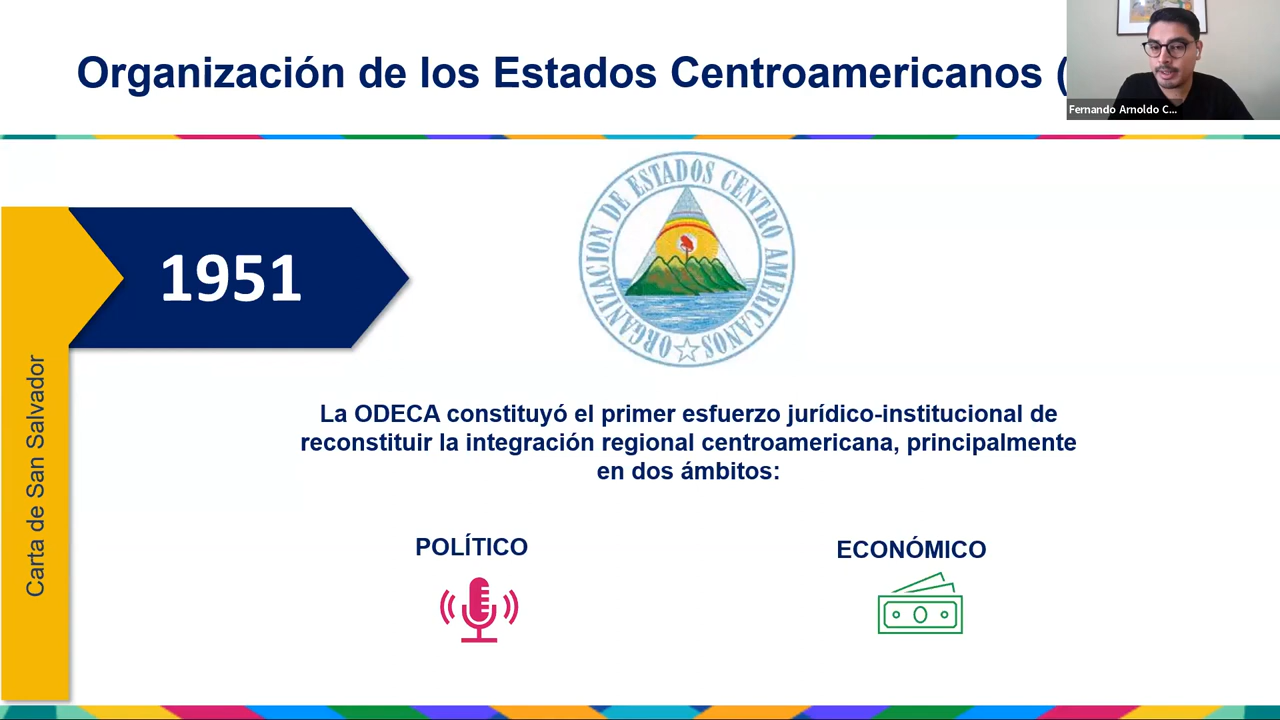 Organización de los Estados Centroamericanos (
Fernando Arnoldo C...
ORGANIZACION DE ESTADOS CENTRO AMERICANOS
1951
Carta de San Salvador
La ODECA constituyó el primer esfuerzo jurídico-institucional de
reconstituir la integración regional centroamericana, principalmente
en dos ámbitos:
POLÍTICO
ECONÓMICO